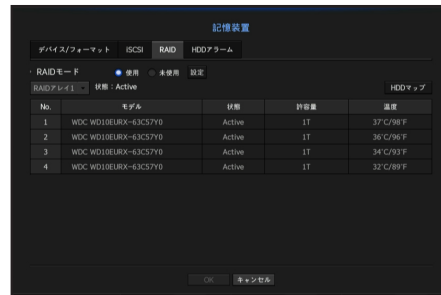 記憶装置
デバイス/フォーマット iSCSI RAID HDDアラーム
· RAIDモード 使用 未使用 設定
RAIDアレイ1 状態：Active HDDマップ
No. モデル 状態 許容量 温度
1 WDC WD10EURX-63C57Y0 Active 1T 37°C/98°F
2 WDC WD10EURX-63C57Y0 Active 1T 36°C/96°F
3 WDC WD10EURX-63C57Y0 Active 1T 34°C/93°F
4 WDC WD10EURX-63C57Y0 Active 1T 32°C/89°F
OK キャンセル